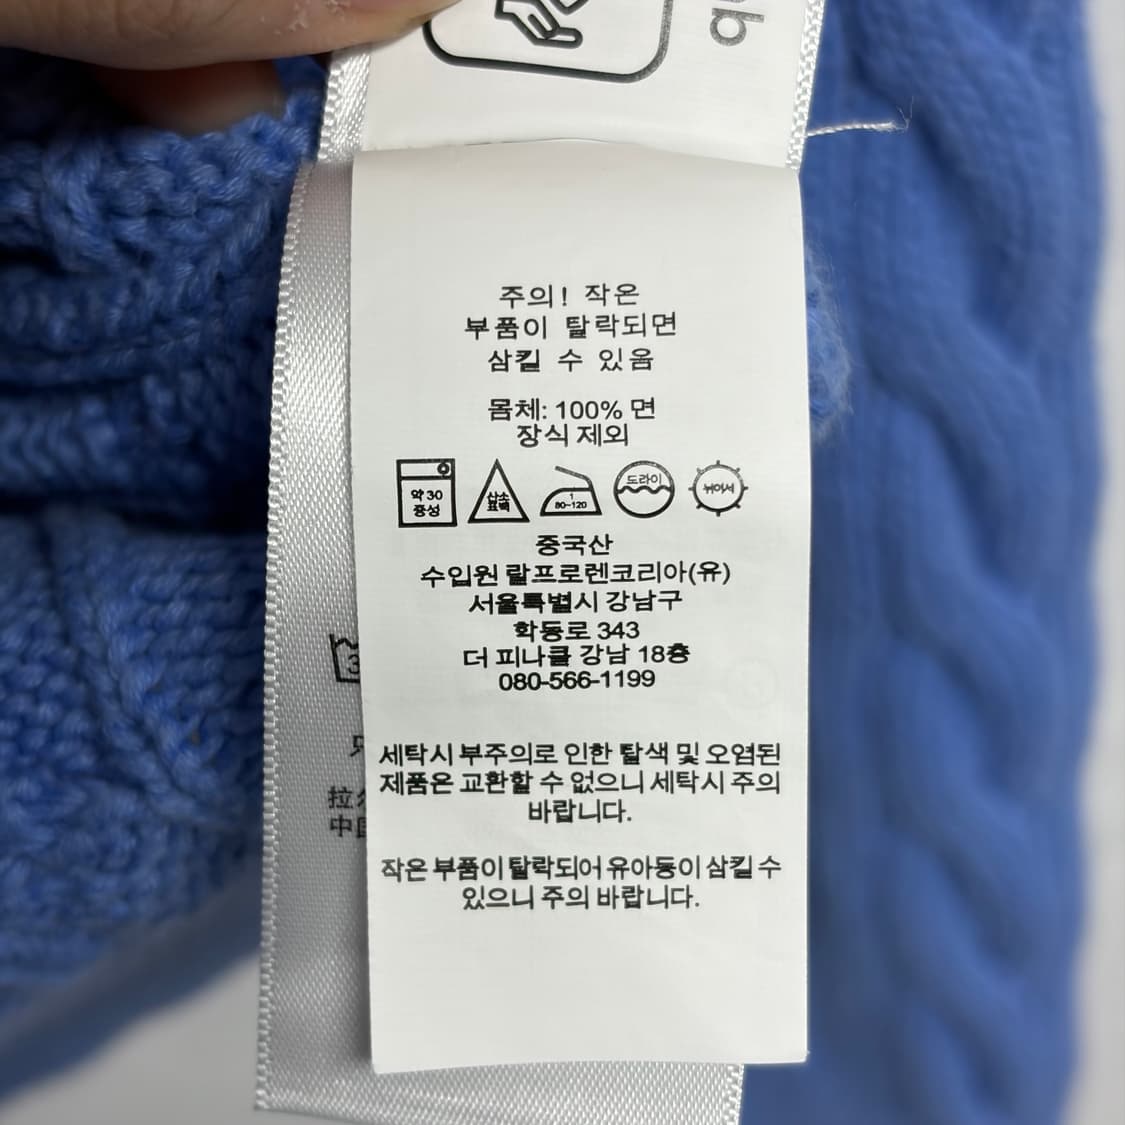 주의! 작은
부품이 탈락되면
삼킬 수 있음
몸체: 100% 면
장식 제외
약 30
중성
산소
표백
1
80~120
드라이
뉘어서
중국산
수입원 랄프로렌코리아(유)
서울특별시 강남구
학동로 343
더 피나클 강남 18층
080-566-1199
세탁시 부주의로 인한 탈색 및 오염된
제품은 교환할 수 없으니 세탁시 주의
바랍니다.
작은 부품이 탈락되어 유아동이 삼킬 수
있으니 주의 바랍니다.